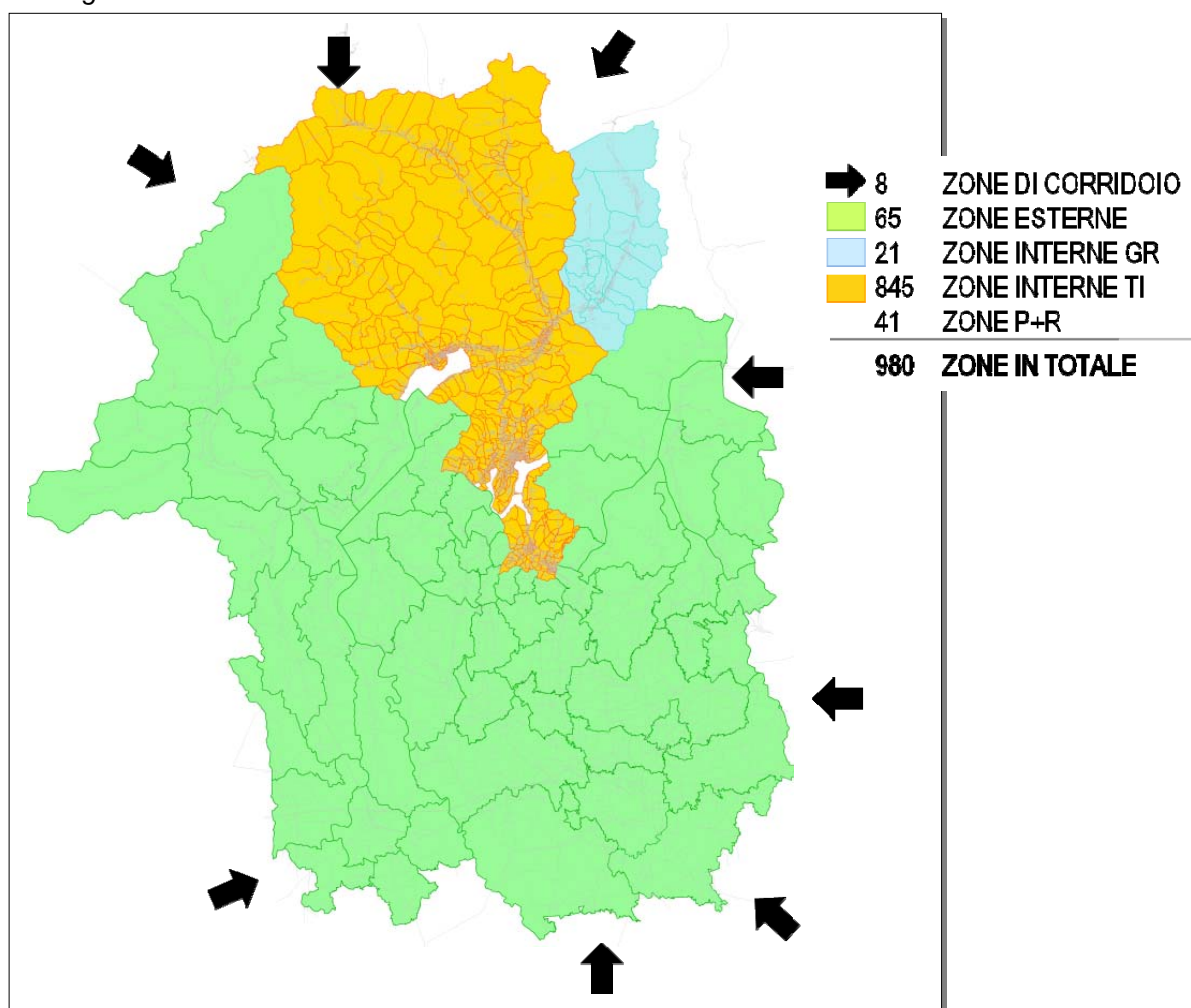 8 ZONE DI CORRIDOIO
65 ZONE ESTERNE
21 ZONE INTERNE GR
845 ZONE INTERNE TI
41 ZONE P+R
980 ZONE IN TOTALE